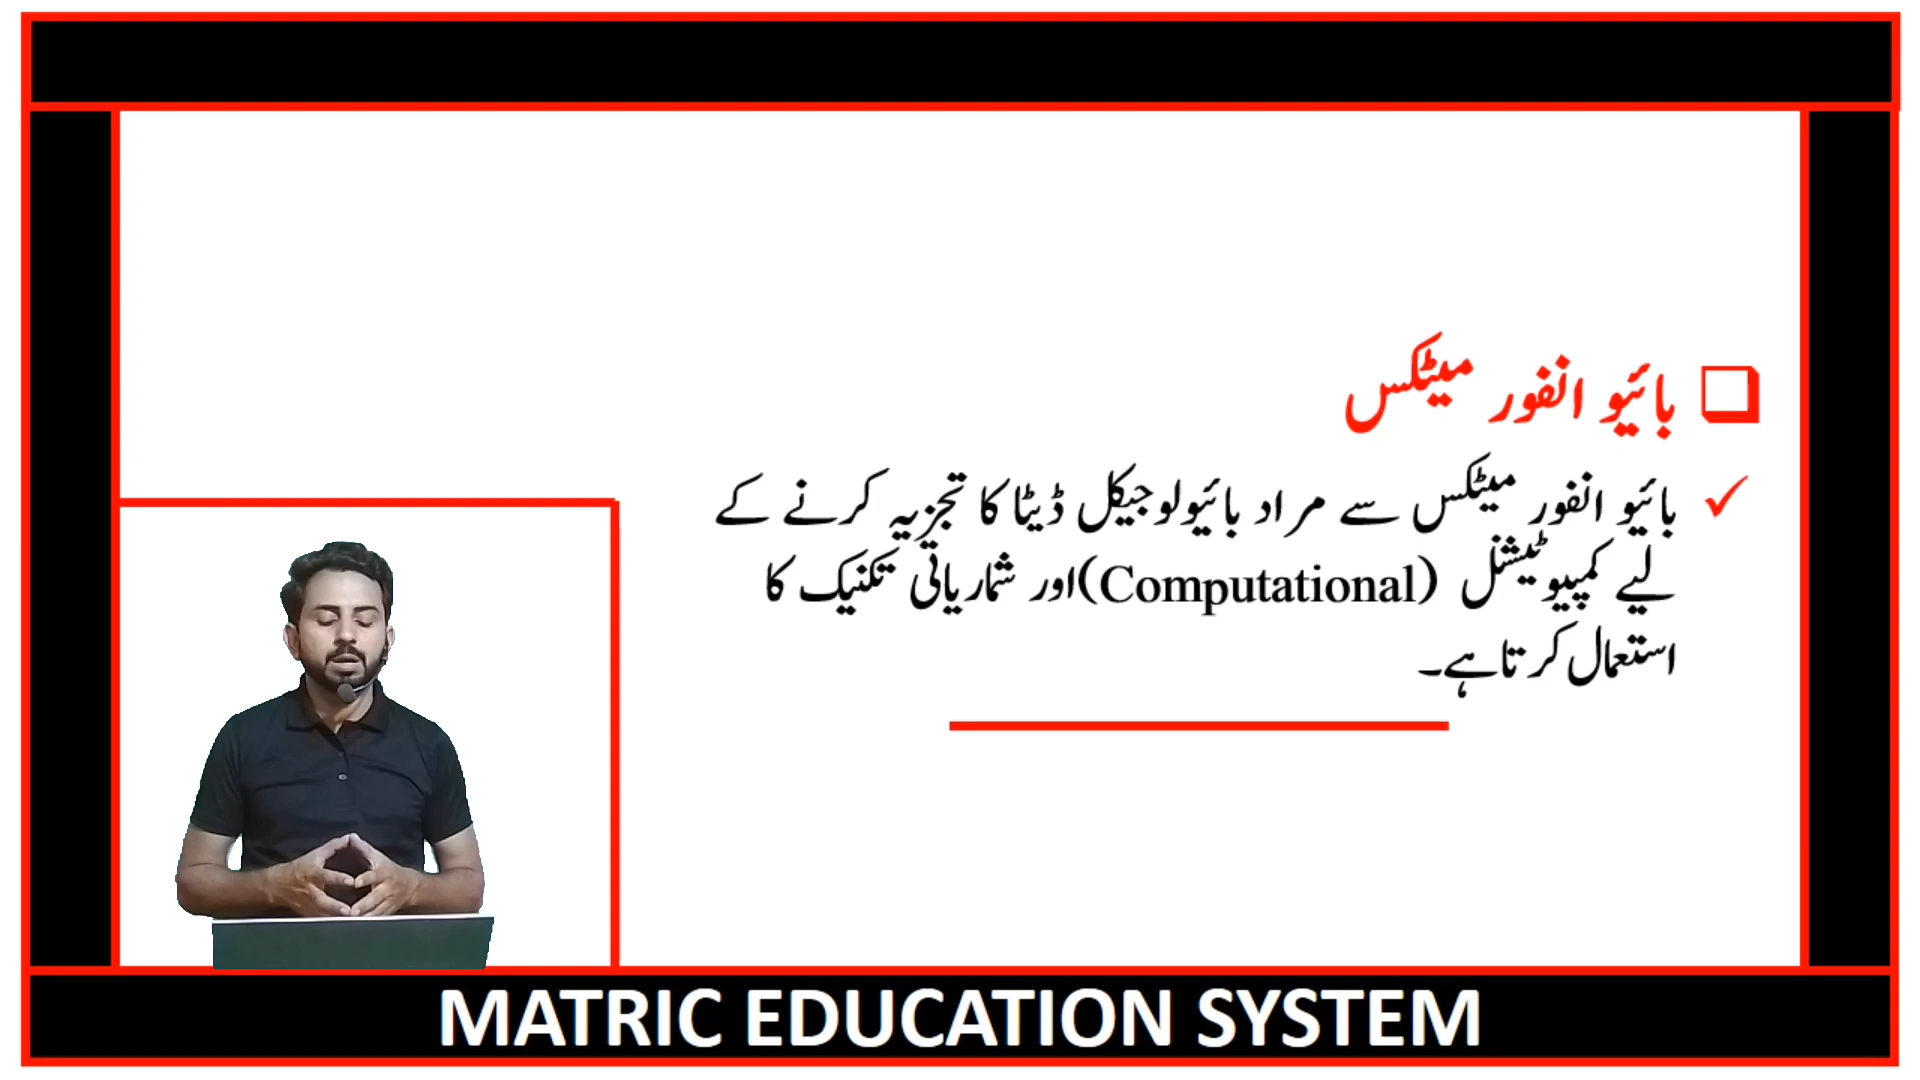 بائیو انفور میٹکس
بائیو انفور میٹکس سے مراد بائیولوجیکل ڈیٹا کا تجزیہ کرنے کے
لیے کمپیوٹیشنل (Computational)اور شماریاتی تکنیک کا
استعمال کرتا ہے۔
MATRIC EDUCATION SYSTEM